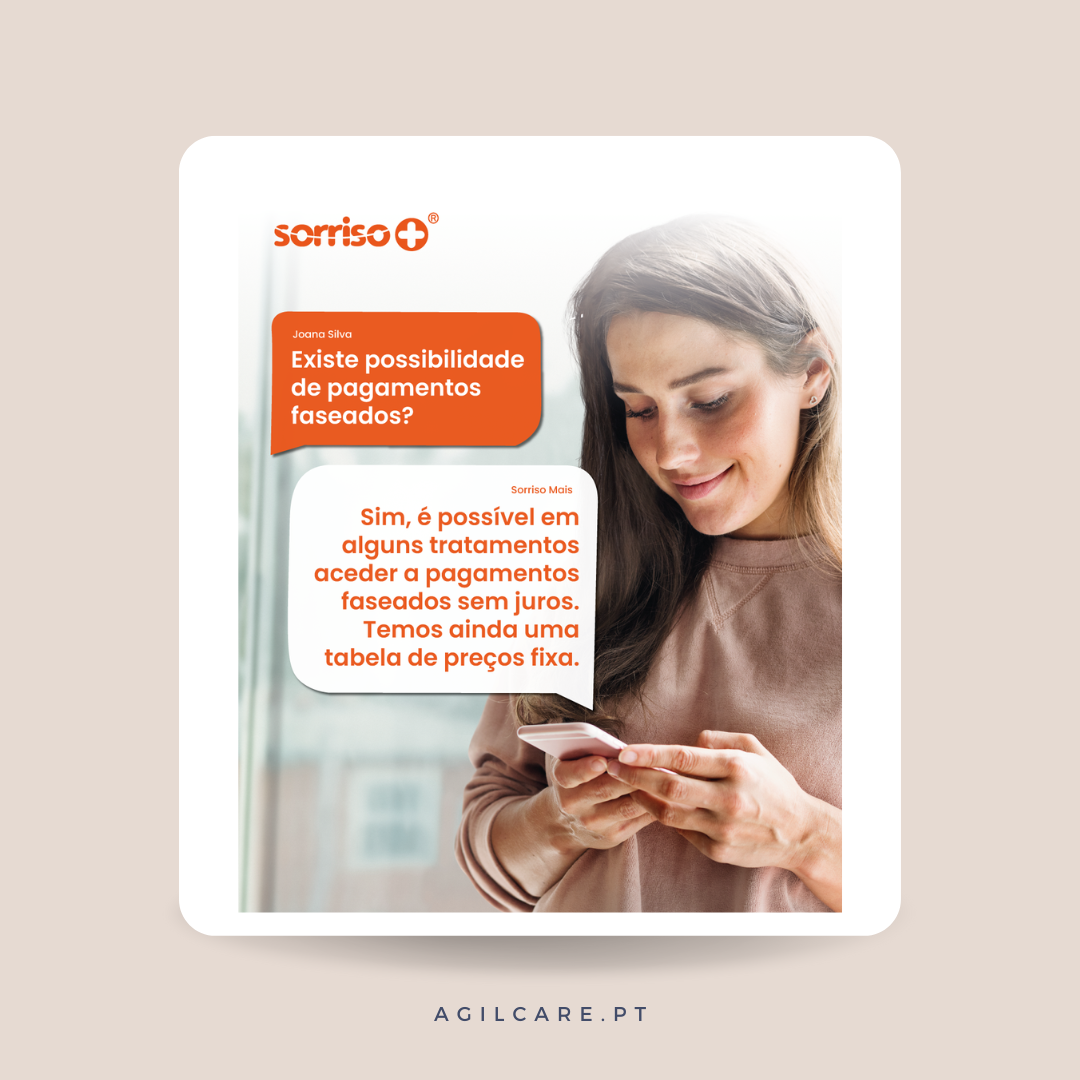 sorriso
®
Joana Silva
Existe possibilidade
de pagamentos
faseados?
Sorriso Mais
Sim, é possível em
alguns tratamentos
aceder a pagamentos
faseados sem juros.
Temos ainda uma
tabela de preços fixa.
AGILCARE.PT